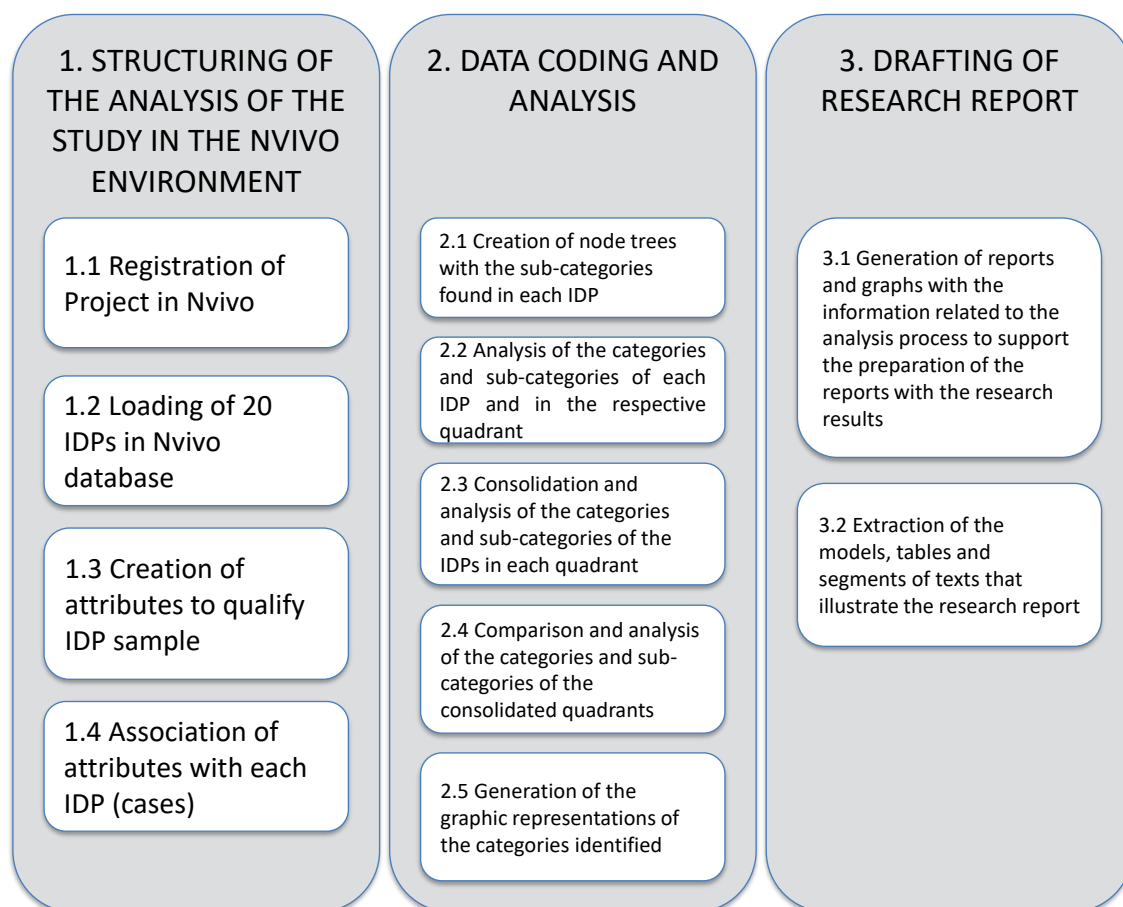 1. STRUCTURING OF
THE ANALYSIS OF THE
STUDY IN THE NVIVO
ENVIRONMENT
1.1 Registration of
Project in Nvivo
1.2 Loading of 20
IDPs in Nvivo
database
1.3 Creation of
attributes to qualify
IDP sample
1.4 Association of
attributes with each
IDP (cases)
2. DATA CODING AND
ANALYSIS
2.1 Creation of node trees
with the sub-categories
found in each IDP
2.2 Analysis of the categories
and sub-categories of each
IDP and in the respective
quadrant
2.3 Consolidation and
analysis of the categories
and sub-categories of the
IDPs in each quadrant
2.4 Comparison and analysis
of the categories and sub-
categories of the
consolidated quadrants
2.5 Generation of the
graphic representations of
the categories identified
3. DRAFTING OF
RESEARCH REPORT
3.1 Generation of reports
and graphs with the
information related to the
analysis process to support
the preparation of the
reports with the research
results
3.2 Extraction of the
models, tables and
segments of texts that
illustrate the research report